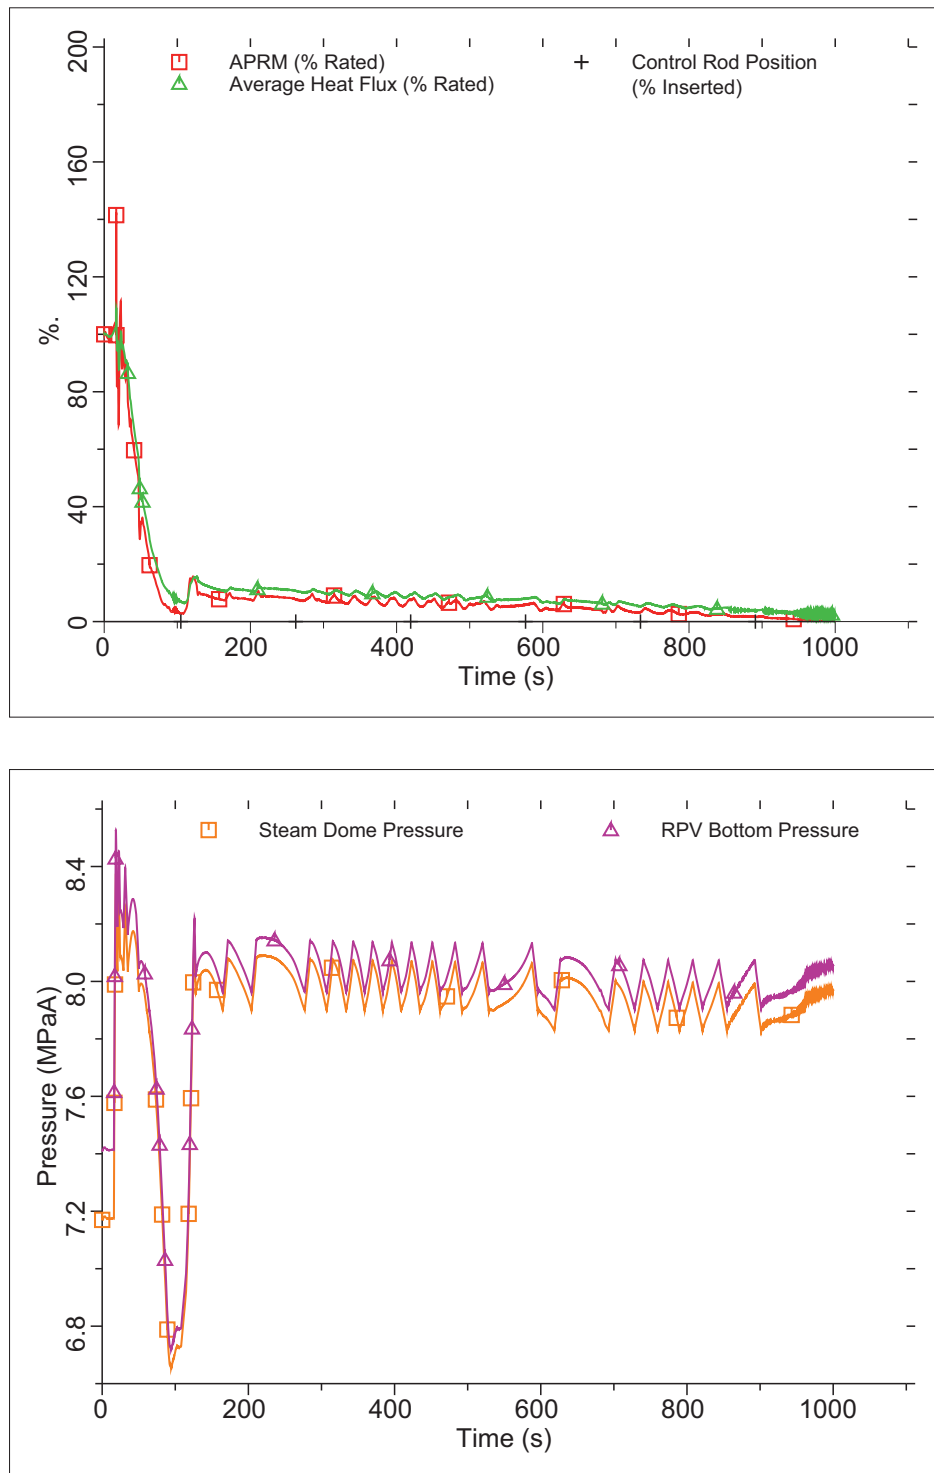 200
160
120
80
40
0
%.
APRM (% Rated)
Average Heat Flux (% Rated)
Control Rod Position
(% Inserted)
0 200 400 600 800 1000
Time (s)
8.4
8.0
7.6
7.2
6.8
Pressure (MPaA)
Steam Dome Pressure
RPV Bottom Pressure
0 200 400 600 800 1000
Time (s)